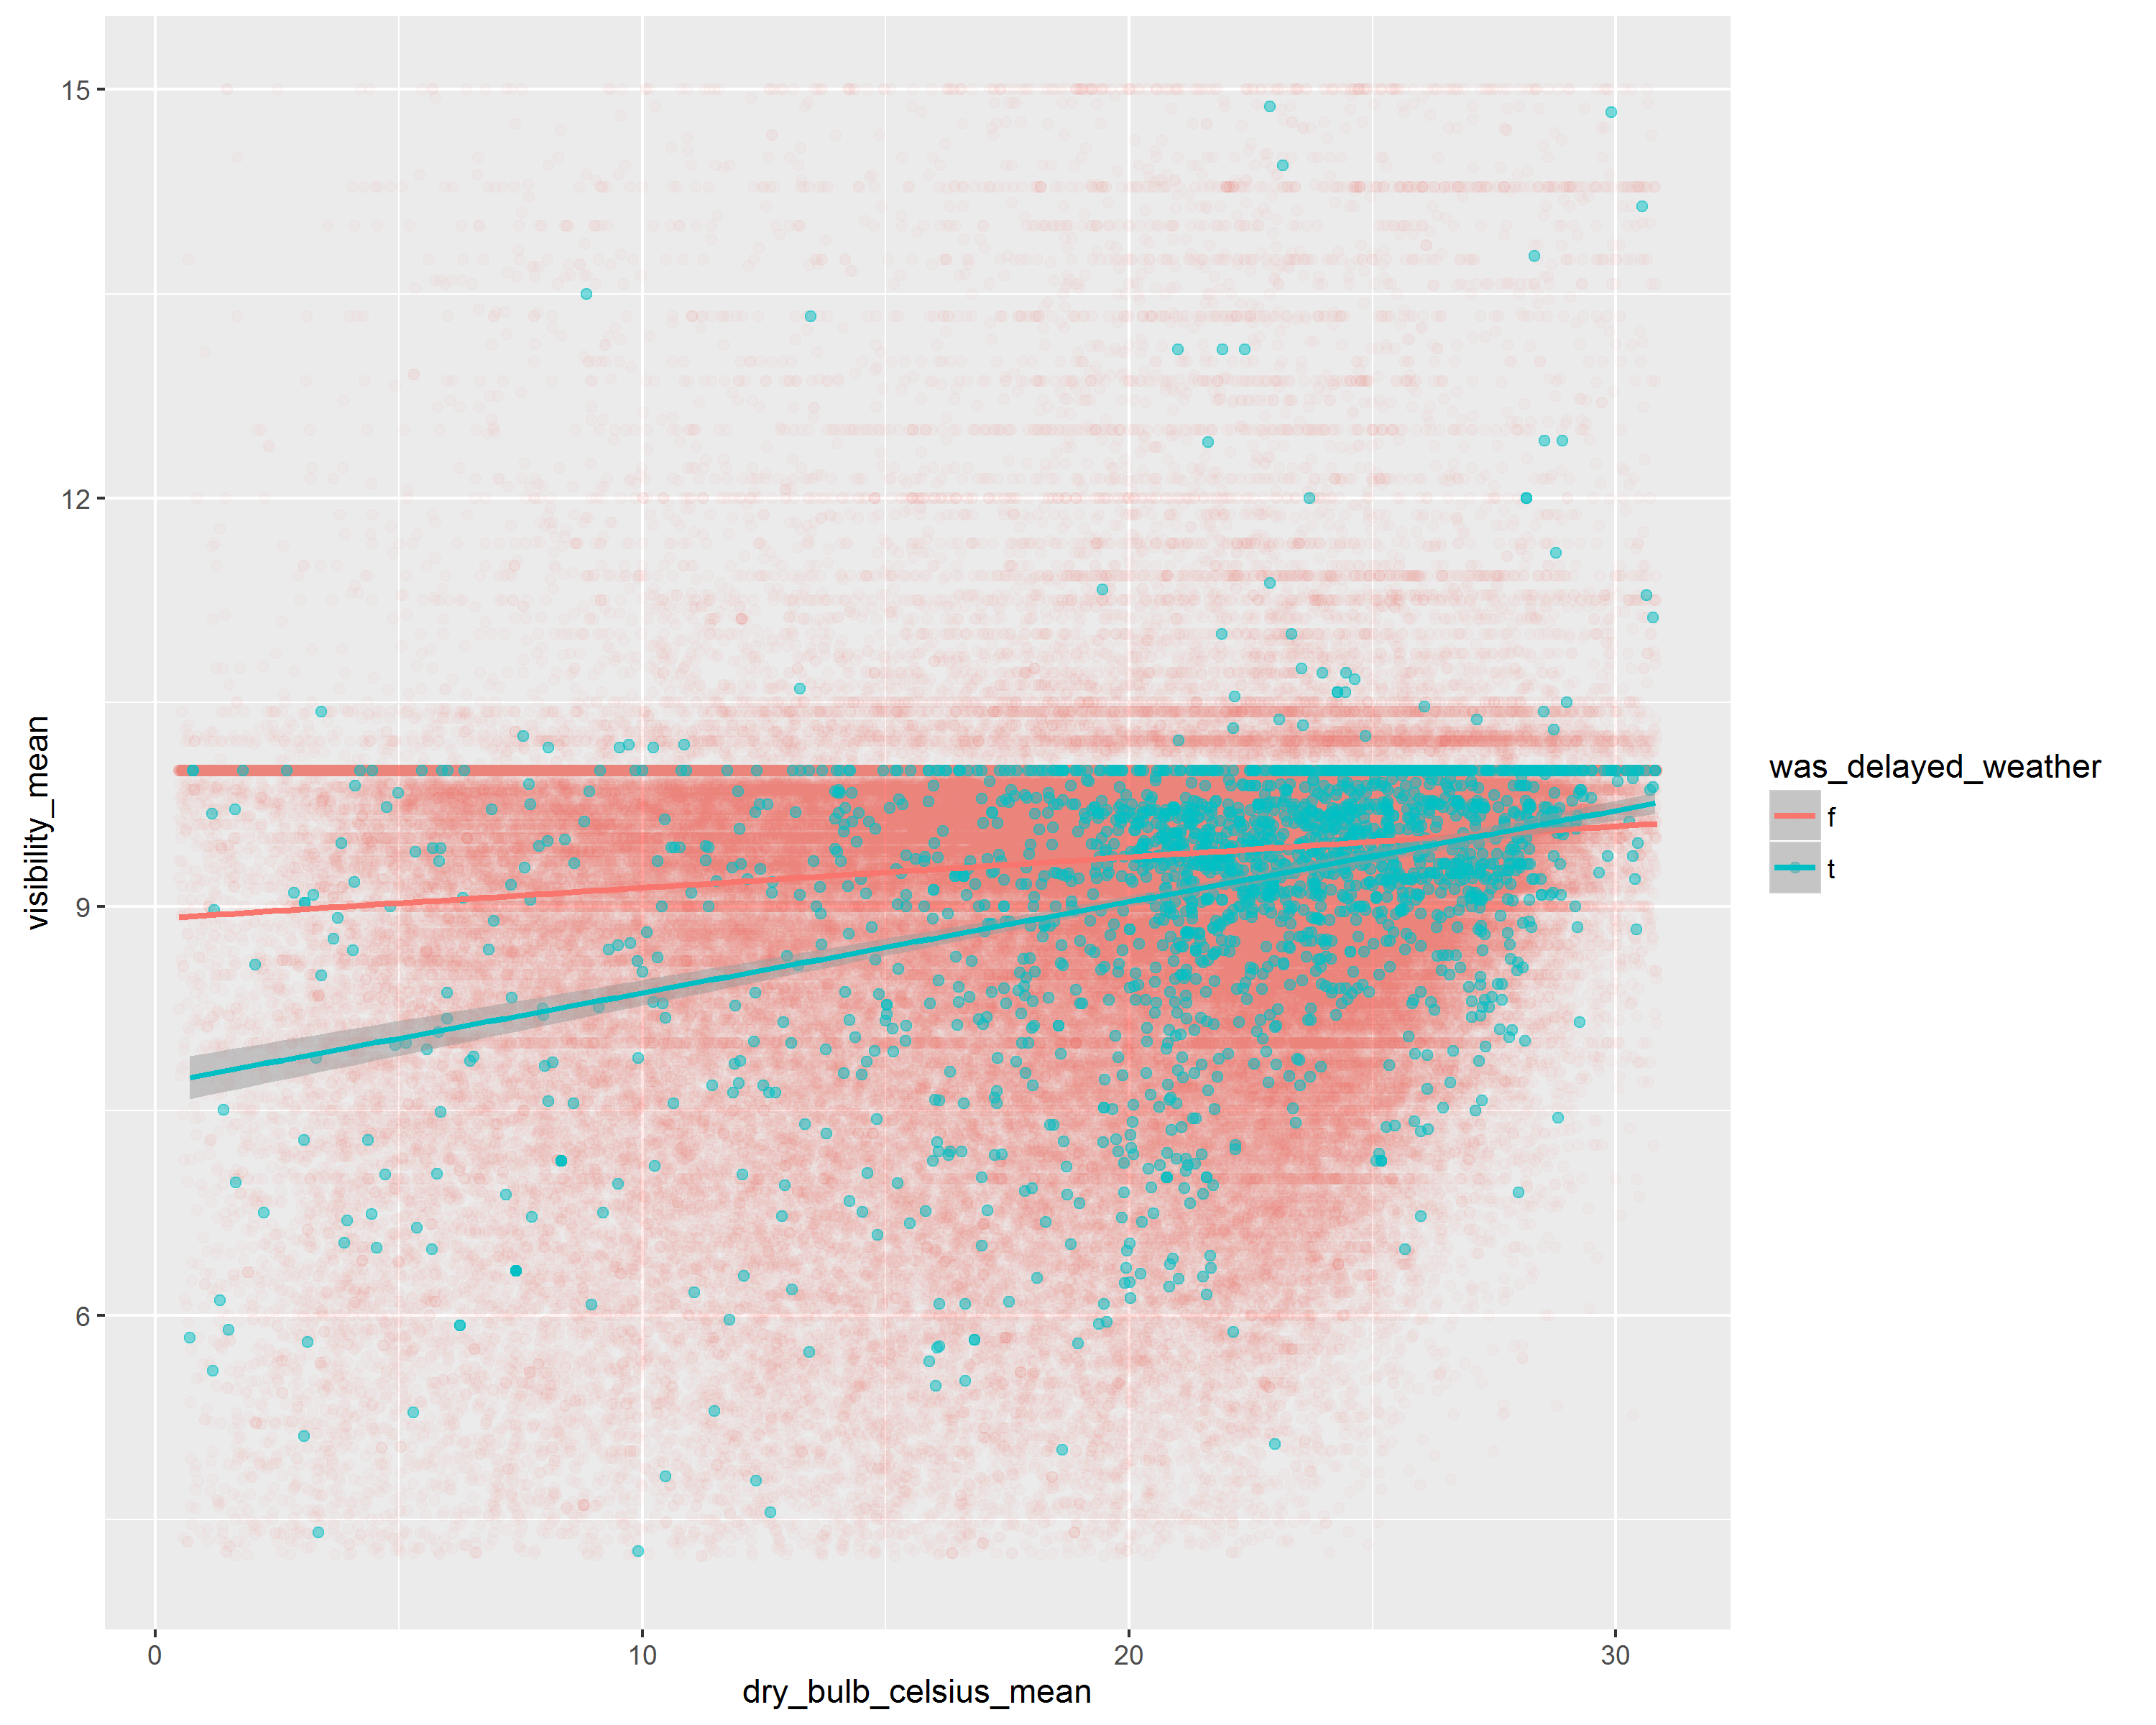 15
12
9
6
visibility_mean
0 10 20 30
dry_bulb_celsius_mean
was_delayed_weather
f
t